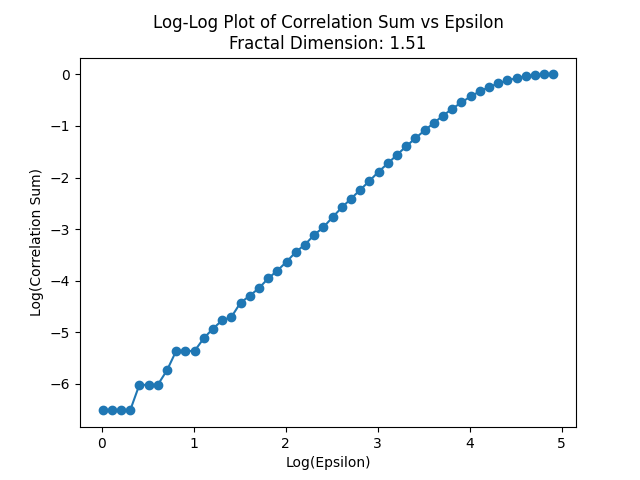 Log-Log Plot of Correlation Sum vs Epsilon
Fractal Dimension: 1.51
0
−1
−2
−3
−4
−5
−6
Log(Correlation Sum)
0 1 2 3 4 5
Log(Epsilon)